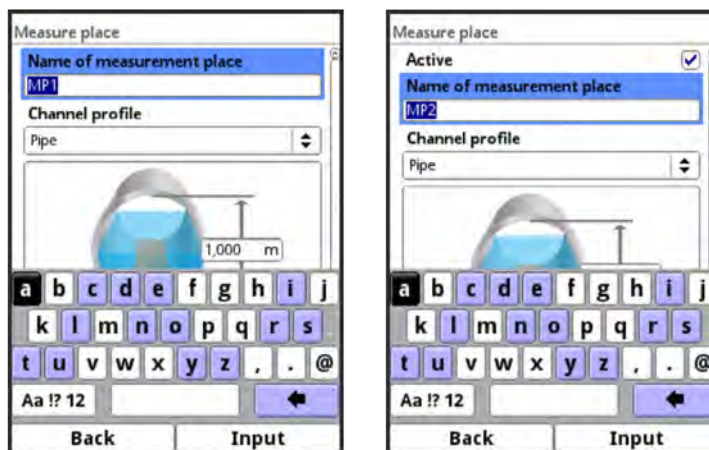 Measure place
Name of measurement place
MP1
Channel profile
Pipe
1,000 m
a b c d e f g h i j
k l m n o p q r s
t u v w x y z , . @
Aa !? 12
Back Input
Measure place
Active
Name of measurement place
MP2
Channel profile
Pipe
a b c d e f g h i j
k l m n o p q r s
t u v w x y z , . @
Aa !? 12
Back Input